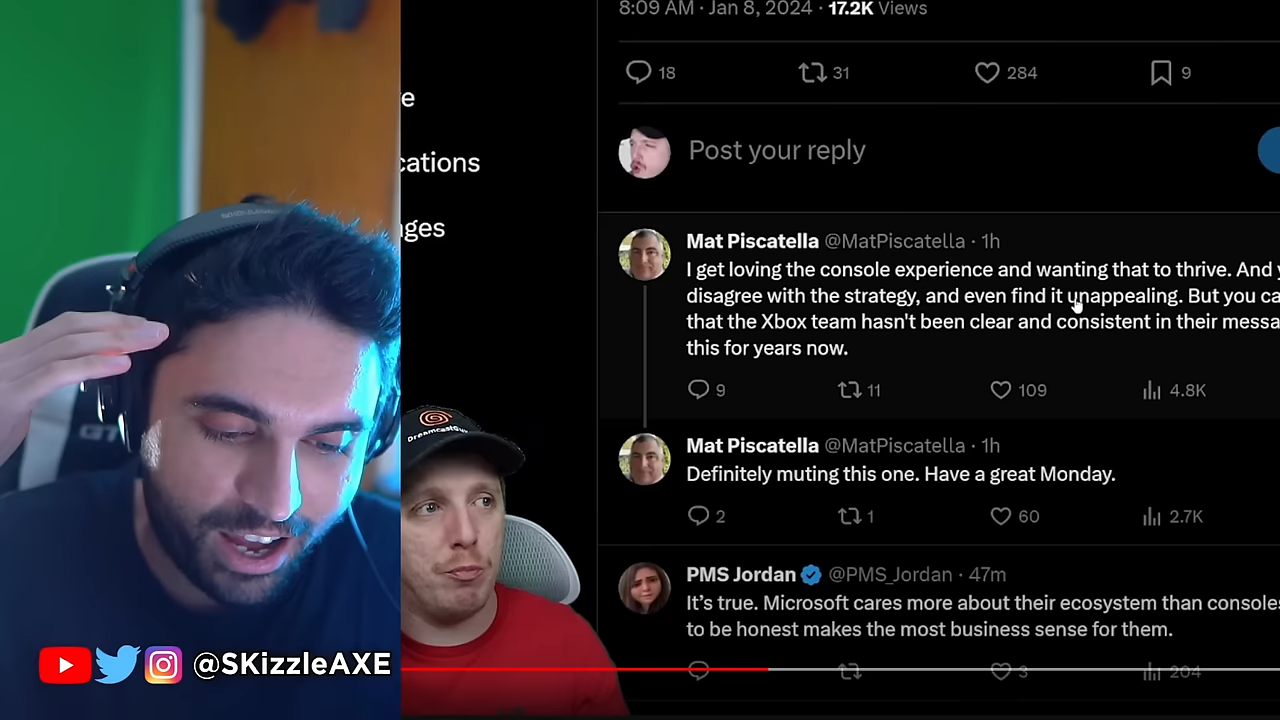 8:09 AM · Jan 8, 2024 · 17.2K Views
18 31 284 9
cations
ges
Post your reply
Mat Piscatella @MatPiscatella · 1h
I get loving the console experience and wanting that to thrive. And
disagree with the strategy, and even find it unappealing. But you ca
that the Xbox team hasn't been clear and consistent in their messa
this for years now.
9 11 109 4.8K
Mat Piscatella @MatPiscatella · 1h
Definitely muting this one. Have a great Monday.
2 1 60 2.7K
DreamcastGuy
PMS Jordan @PMS_Jordan · 47m
It's true. Microsoft cares more about their ecosystem than consoles
to be honest makes the most business sense for them.
3 204
@SKizzleAXE